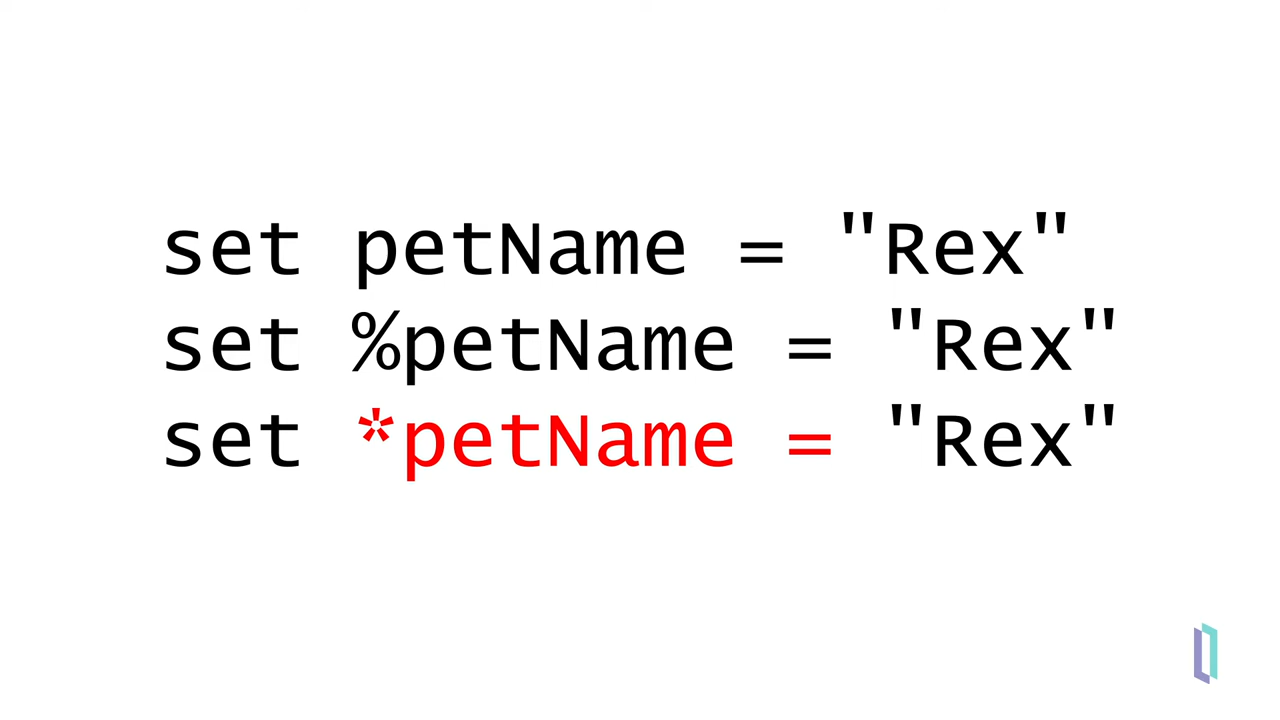 set petName = "Rex"
set %petName = "Rex"
set *petName = "Rex"